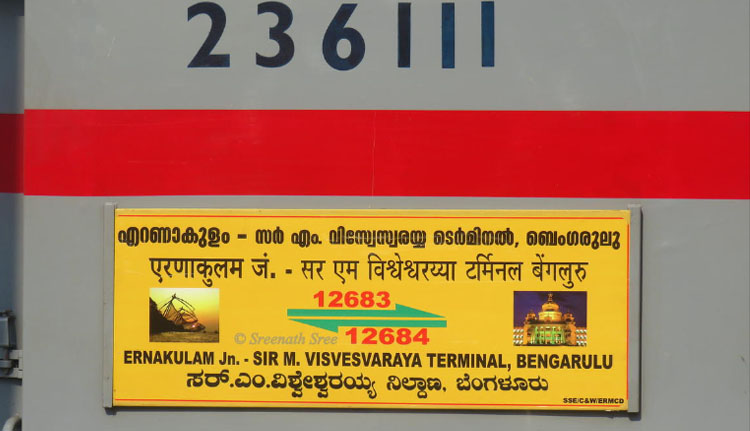 236111
എറണാകുളം - സർ എം. വിസ്വേസ്വരയ്യ ടെർമിനൽ, ബെംഗരുലു
एरणाकुलम जं. - सर एम विश्वेश्वरय्या टर्मिनल बेंगलुरु
12683
12684
© Sreenath Sree
ERNAKULAM Jn. - SIR M. VISVESVARAYA TERMINAL, BENGARULU
ಸರ್.ಎಂ.ವಿಶ್ವೇಶ್ವರಯ್ಯ ನಿಲ್ದಾಣ, ಬೆಂಗಳೂರು
SSE/C&W/ERMCD